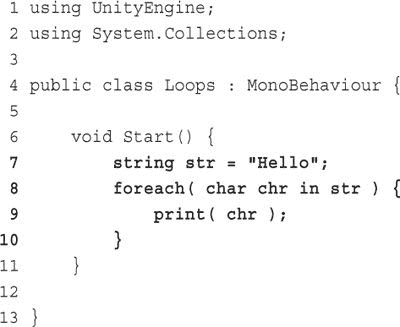 1 using UnityEngine;
2 using System.Collections;
3
4 public class Loops : MonoBehaviour {
5
6     void Start() {
7         string str = "Hello";
8         foreach( char chr in str ) {
9             print( chr );
10         }
11     }
12
13 }